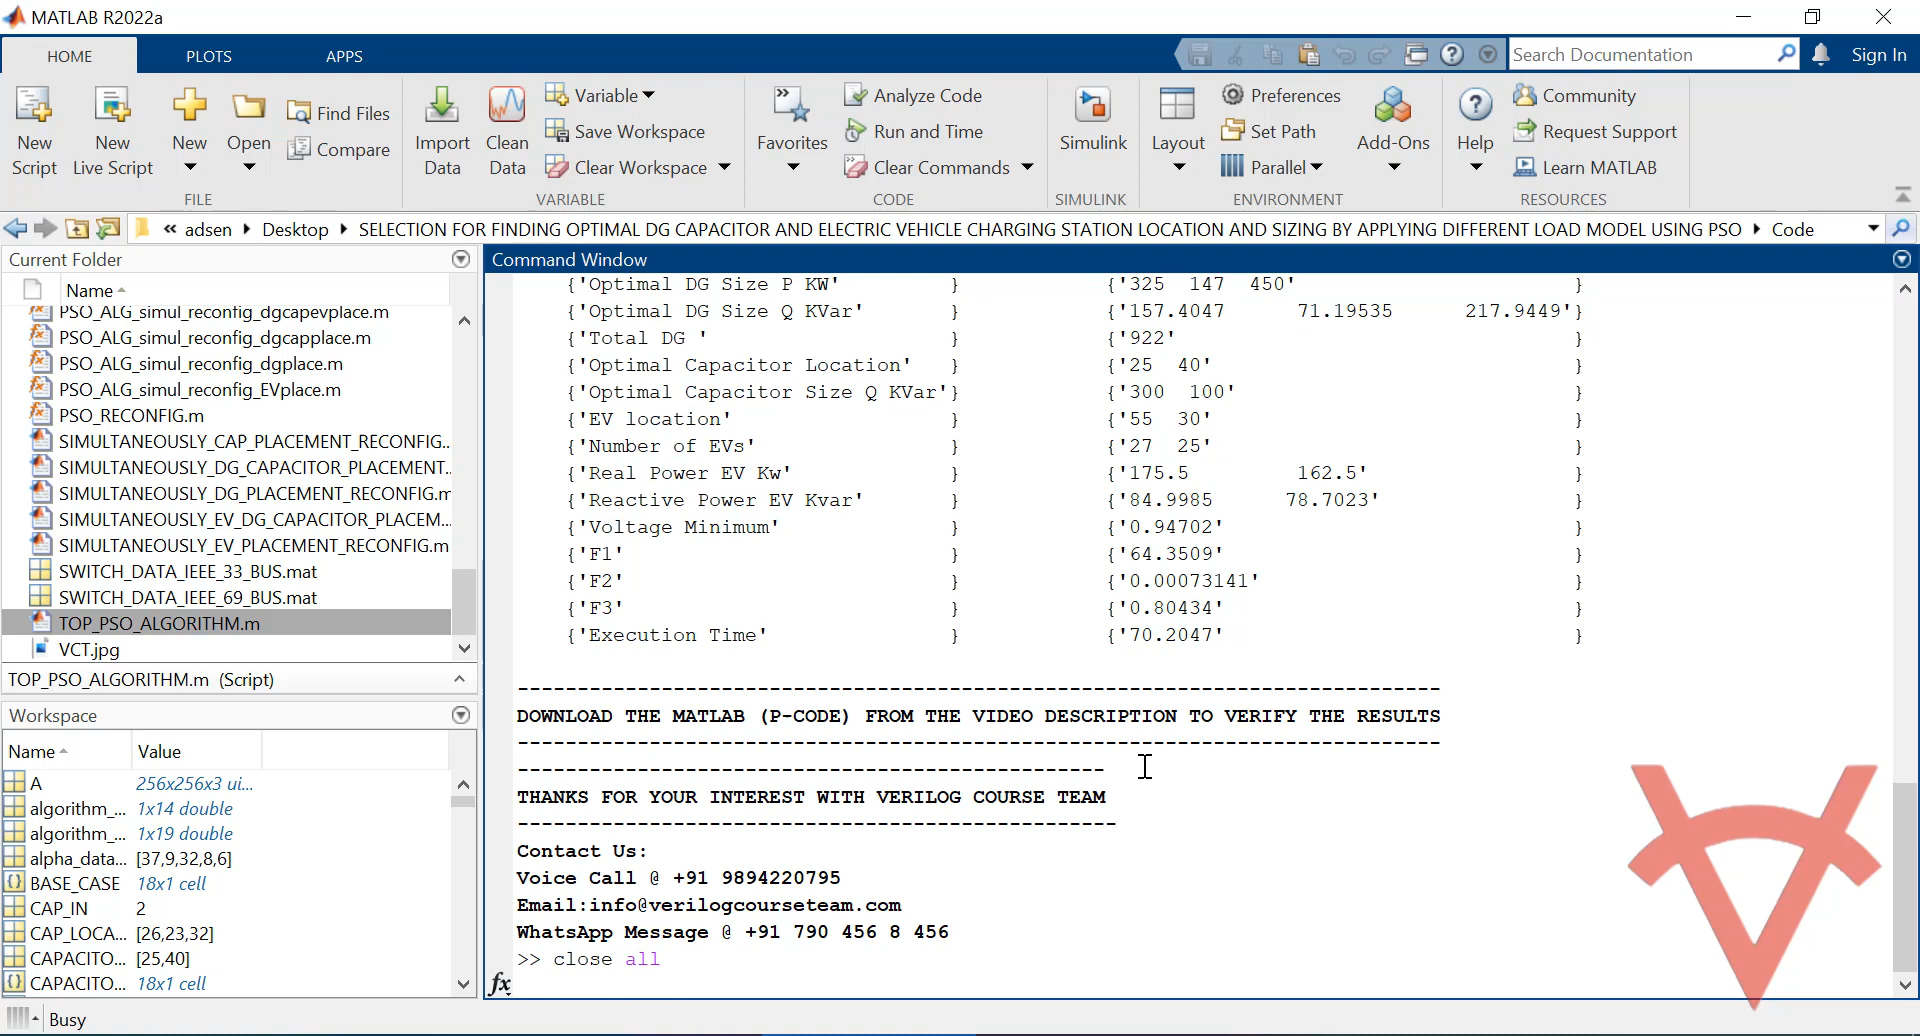 MATLAB R2022a
HOME PLOTS APPS
Search Documentation
Sign In
New Script
New Live Script
New
Open
Find Files
Compare
FILE
Import Data
Clean Data
Variable
Save Workspace
Clear Workspace
VARIABLE
Favorites
Analyze Code
Run and Time
Clear Commands
CODE
Simulink
SIMULINK
Layout
Preferences
Set Path
Parallel
Add-Ons
ENVIRONMENT
Help
Community
Request Support
Learn MATLAB
RESOURCES
« adsen Desktop SELECTION FOR FINDING OPTIMAL DG CAPACITOR AND ELECTRIC VEHICLE CHARGING STATION LOCATION AND SIZING BY APPLYING DIFFERENT LOAD MODEL USING PSO Code
Current Folder
Name
PSO_ALG_simul_reconfig_dgcapevplace.m
PSO_ALG_simul_reconfig_dgcapplace.m
PSO_ALG_simul_reconfig_dgplace.m
PSO_ALG_simul_reconfig_EVplace.m
PSO_RECONFIG.m
SIMULTANEOUSLY_CAP_PLACEMENT_RECONFIG...
SIMULTANEOUSLY_DG_CAPACITOR_PLACEMENT...
SIMULTANEOUSLY_DG_PLACEMENT_RECONFIG.m
SIMULTANEOUSLY_EV_DG_CAPACITOR_PLACEM...
SIMULTANEOUSLY_EV_PLACEMENT_RECONFIG.m
SWITCH_DATA_IEEE_33_BUS.mat
SWITCH_DATA_IEEE_69_BUS.mat
TOP_PSO_ALGORITHM.m
VCT.jpg
TOP_PSO_ALGORITHM.m (Script)
Workspace
Name Value
A 256x256x3 ui...
algorithm_... 1x14 double
algorithm_... 1x19 double
alpha_data... [37,9,32,8,6]
BASE_CASE 18x1 cell
CAP_IN 2
CAP_LOCA... [26,23,32]
CAPACITO... [25,40]
CAPACITO... 18x1 cell
Busy
Command Window
{'Optimal DG Size P KW' } {'325 147 450' }
{'Optimal DG Size Q KVar' } {'157.4047 71.19535 217.9449'}
{'Total DG ' } {'922' }
{'Optimal Capacitor Location' } {'25 40' }
{'Optimal Capacitor Size Q KVar'} {'300 100' }
{'EV location' } {'55 30' }
{'Number of EVs' } {'27 25' }
{'Real Power EV Kw' } {'175.5 162.5' }
{'Reactive Power EV Kvar' } {'84.9985 78.7023' }
{'Voltage Minimum' } {'0.94702' }
{'F1' } {'64.3509' }
{'F2' } {'0.00073141' }
{'F3' } {'0.80434' }
{'Execution Time' } {'70.2047' }
-----------------------------------------------------------------------------
DOWNLOAD THE MATLAB (P-CODE) FROM THE VIDEO DESCRIPTION TO VERIFY THE RESULTS
-----------------------------------------------------------------------------
-------------------------------------------------
THANKS FOR YOUR INTEREST WITH VERILOG COURSE TEAM
--------------------------------------------------
Contact Us:
Voice Call @ +91 9894220795
Email:info@verilogcourseteam.com
WhatsApp Message @ +91 790 456 8 456
>> close all
fx